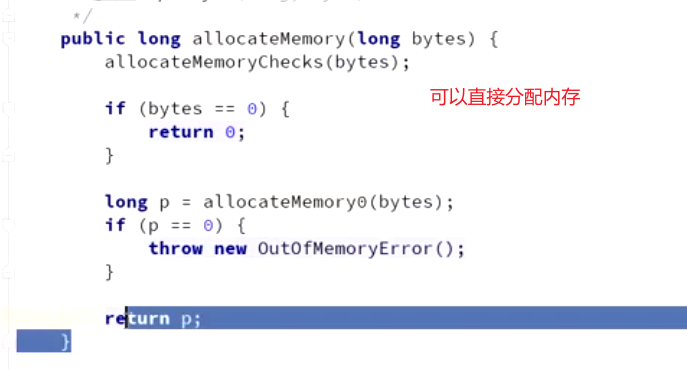 */
public long allocateMemory(long bytes) {
allocateMemoryChecks(bytes);
可以直接分配内存
if (bytes == 0) {
return 0;
}
long p = allocateMemory0(bytes);
if (p == 0) {
throw new OutOfMemoryError();
}
return p;
}